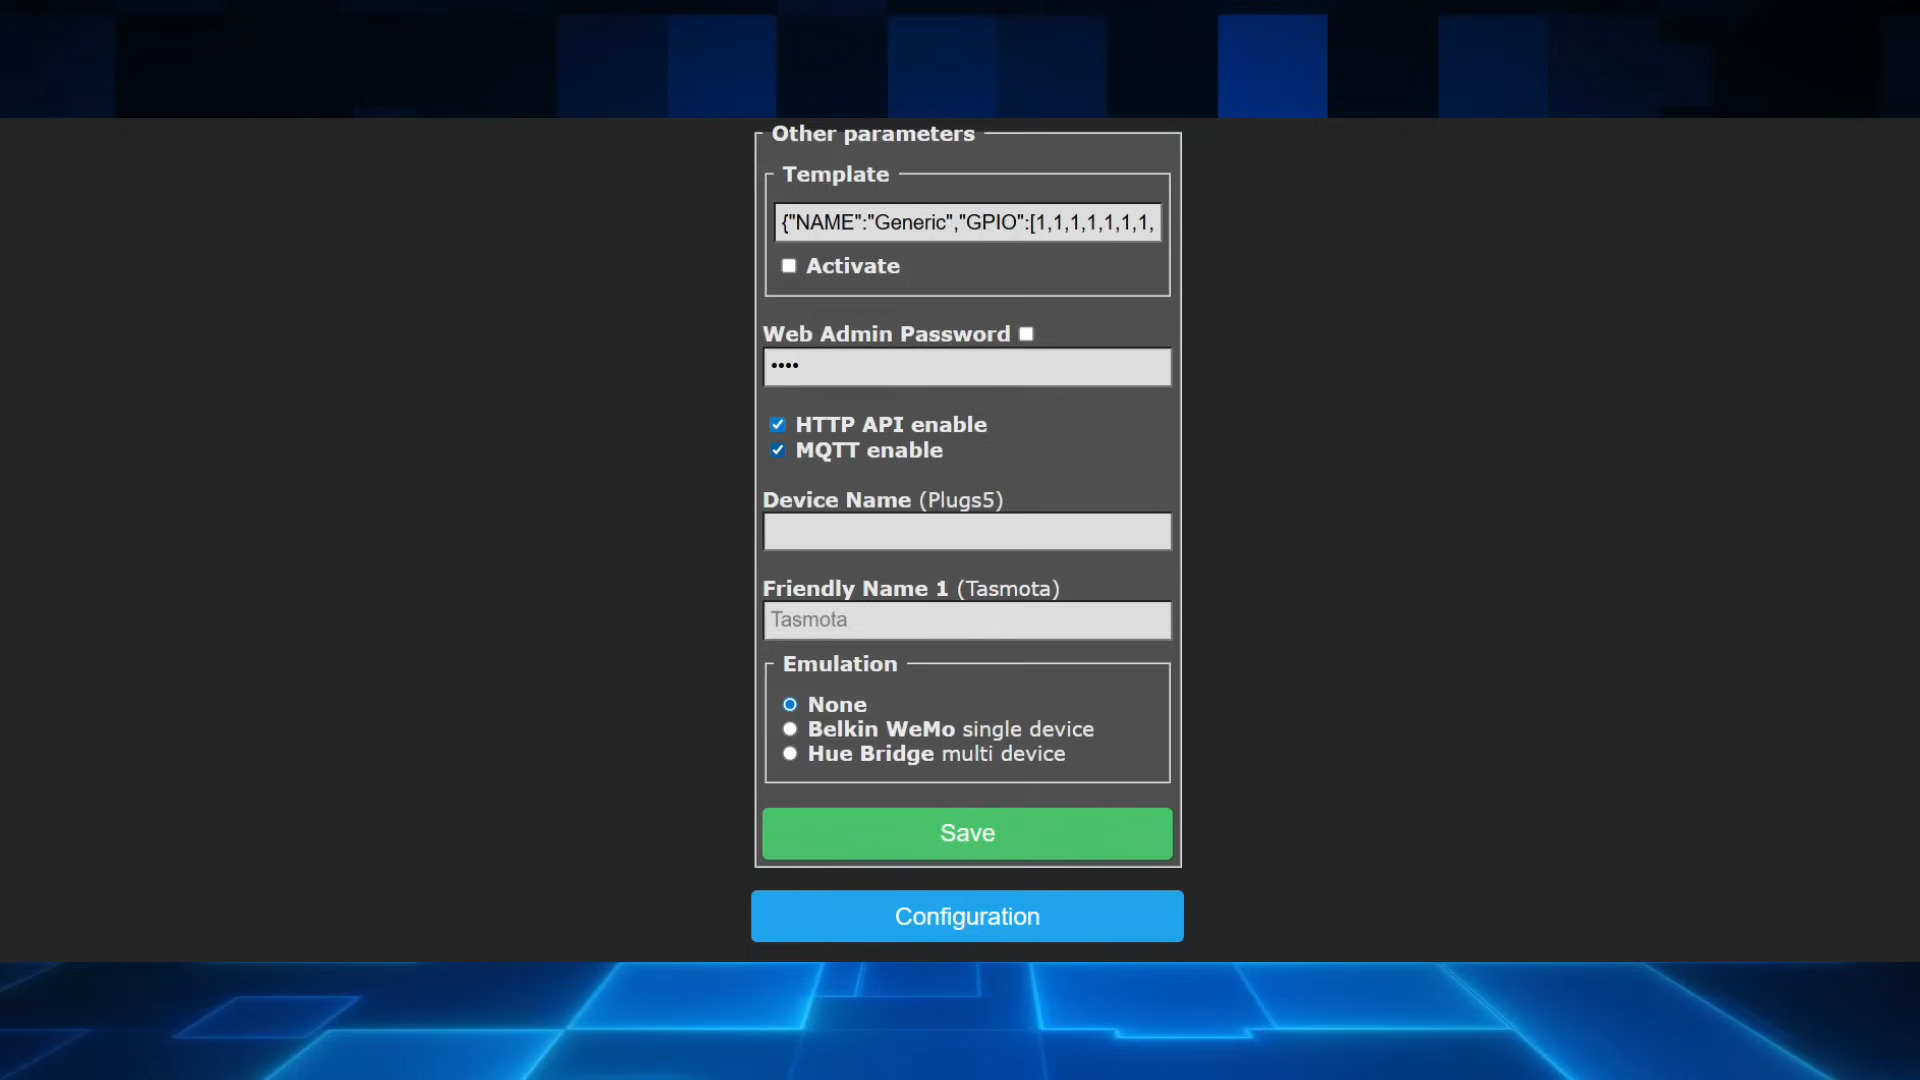 Other parameters
Template
{"NAME":"Generic","GPIO":[1,1,1,1,1,1,1,
Activate
Web Admin Password
••••
HTTP API enable
MQTT enable
Device Name (Plugs5)
Friendly Name 1 (Tasmota)
Tasmota
Emulation
None
Belkin WeMo single device
Hue Bridge multi device
Save
Configuration